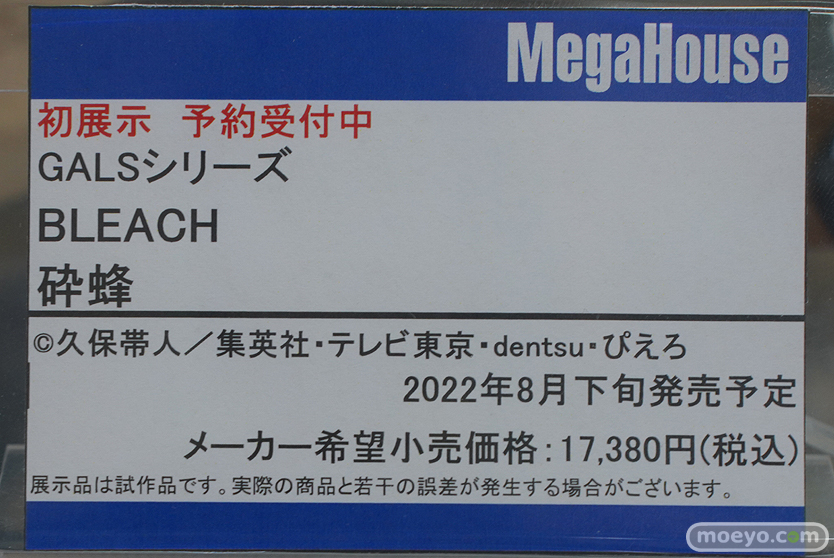 MegaHouse
初展示　予約受付中
GALSシリーズ
BLEACH
砕蜂
©久保帯人／集英社・テレビ東京・dentsu・ぴえろ
2022年8月下旬発売予定
メーカー希望小売価格：17,380円(税込)
展示品は試作品です。実際の商品と若干の誤差が発生する場合がございます。
moeyo.com